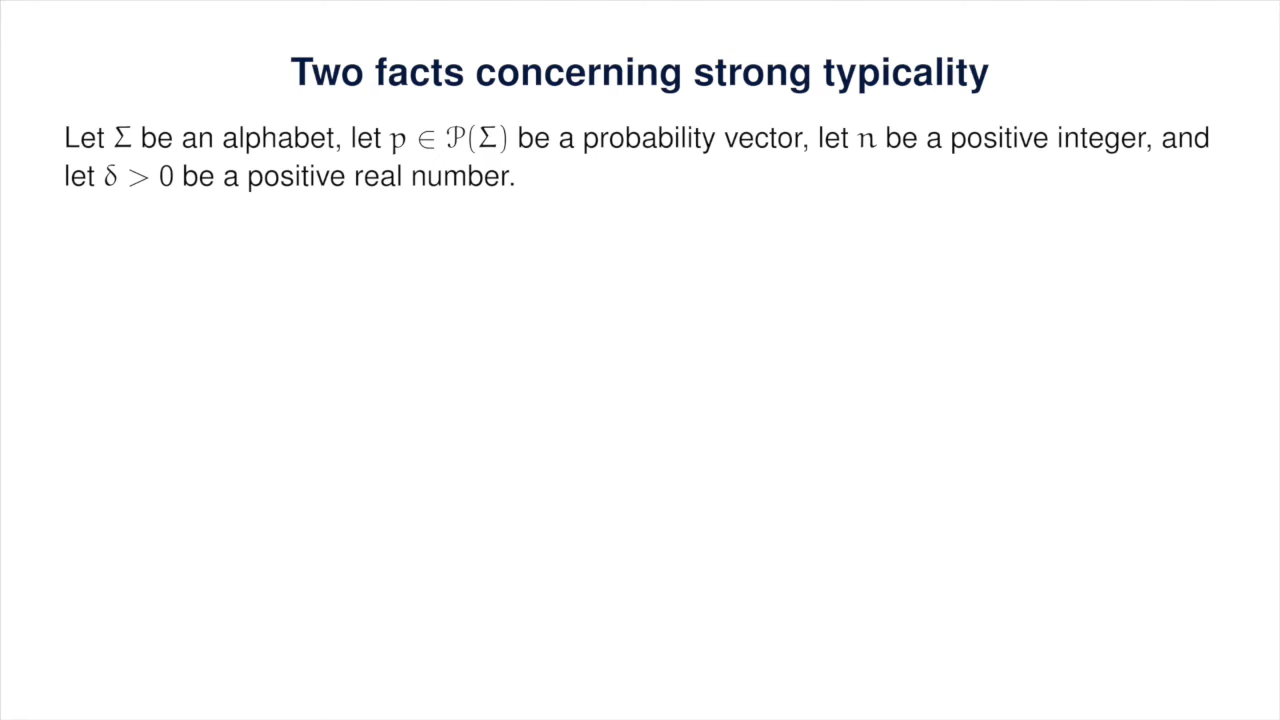 Two facts concerning strong typicality
Let Σ be an alphabet, let p ∈ 𝒫(Σ) be a probability vector, let n be a positive integer, and
let δ > 0 be a positive real number.